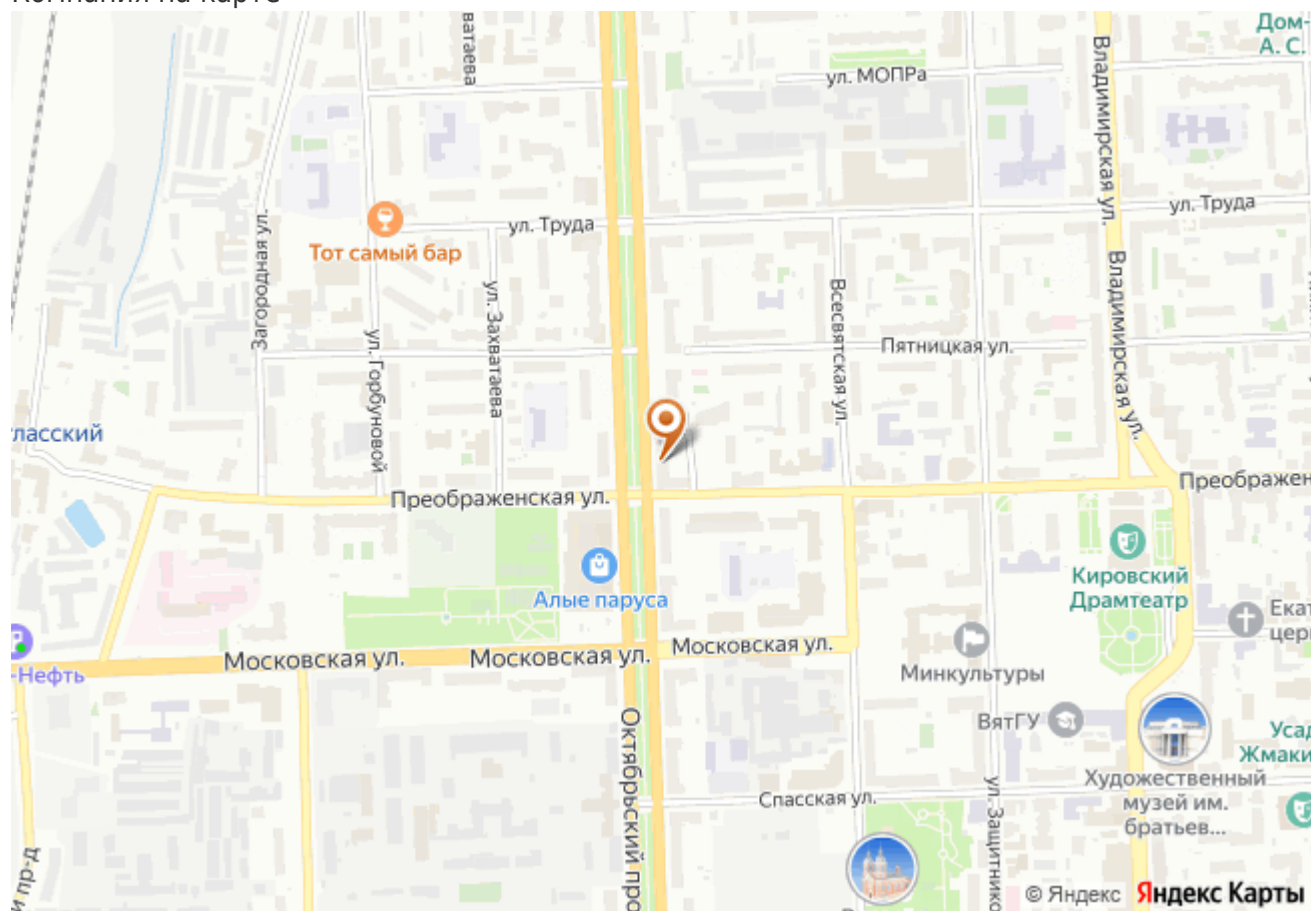 Компания на карте
Дом-
А. С.
ватаева
ул. МОПРа
Владимирская ул.
ул. Труда
ул. Труда
Тот самый бар
Загородная ул.
ул. Захватаева
Всесвятская ул.
Владимирская ул.
ул. Горбуновой
Пятницкая ул.
ласский
Преображенская ул.
Преображен
Алые паруса
Кировский
Драмтеатр
Екат
церк
Московская ул.
Московская ул.
Московская ул.
-Нефть
Минкультуры
ВятГУ
Усад
Жмаки
Октябрьский про
Художественный
музей им.
братьев...
Спасская ул.
ул. Защитнико
и пр-д
© Яндекс Яндекс Карты